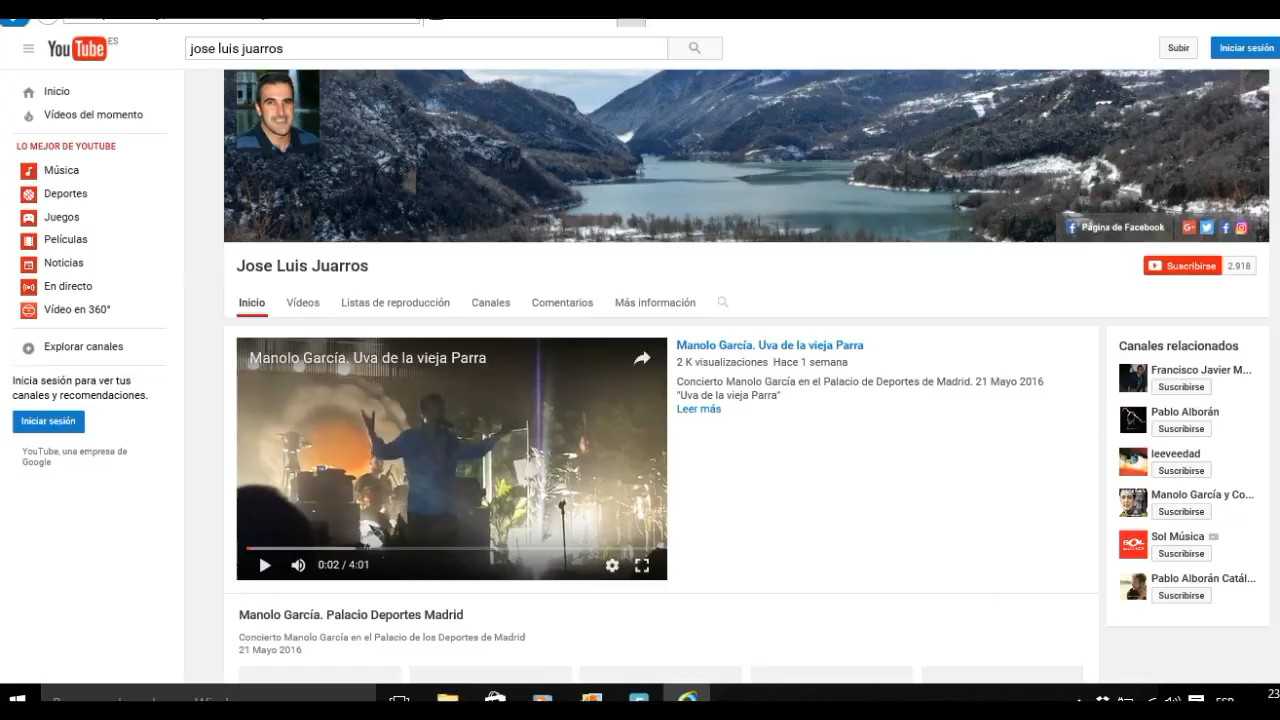 YouTube ES
jose luis juarros
Subir
Iniciar sesión
Inicio
Vídeos del momento
LO MEJOR DE YOUTUBE
Música
Deportes
Juegos
Películas
Noticias
En directo
Vídeo en 360°
Explorar canales
Inicia sesión para ver tus
canales y recomendaciones.
Iniciar sesión
YouTube, una empresa de
Google
Página de Facebook
Jose Luis Juarros
Suscribirse 2.918
Inicio Vídeos Listas de reproducción Canales Comentarios Más información
Manolo García. Uva de la vieja Parra
0:02 / 4:01
Manolo García. Uva de la vieja Parra
2 K visualizaciones Hace 1 semana
Concierto Manolo García en el Palacio de Deportes de Madrid. 21 Mayo 2016
"Uva de la vieja Parra"
Leer más
Manolo García. Palacio Deportes Madrid
Concierto Manolo García en el Palacio de los Deportes de Madrid
21 Mayo 2016
Canales relacionados
Francisco Javier M...
Suscribirse
Pablo Alborán
Suscribirse
leeveedad
Suscribirse
Manolo García y Co...
Suscribirse
SOL MÚSICA
Sol Música
Suscribirse
Pablo Alborán Catál...
Suscribirse
ESP
23